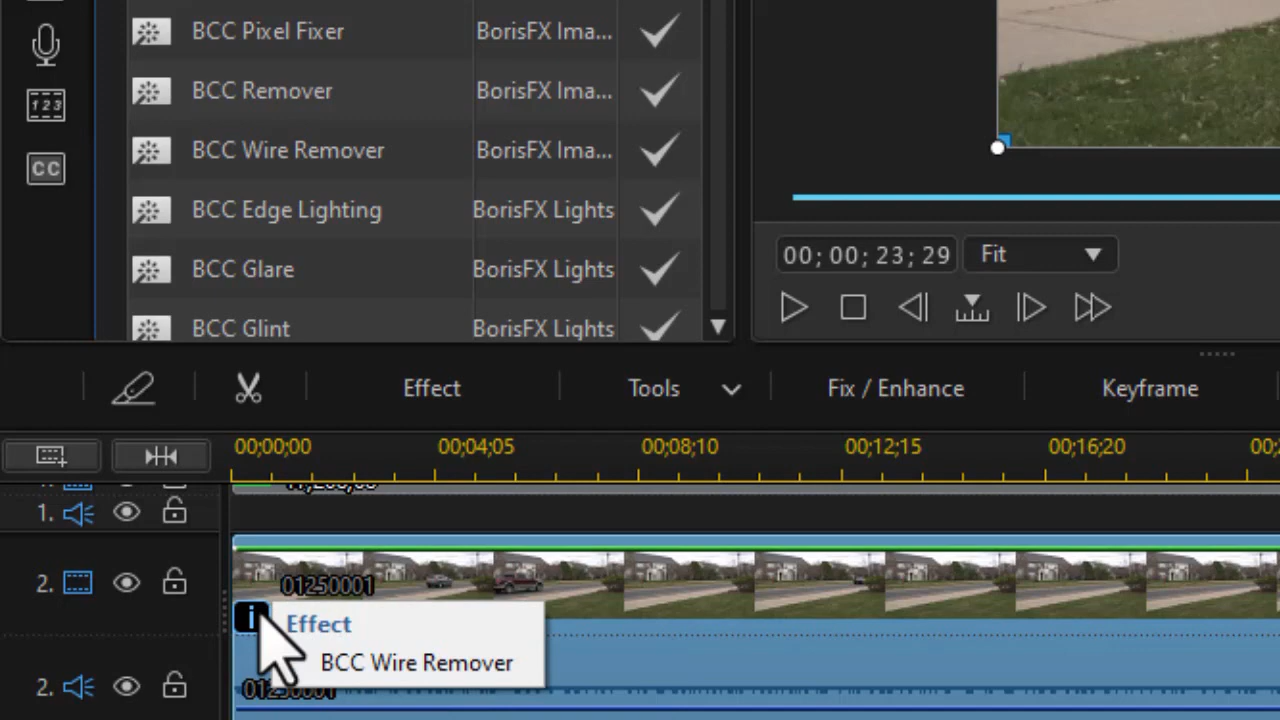 BCC Pixel Fixer BorisFX Ima...
BCC Remover BorisFX Ima...
BCC Wire Remover BorisFX Ima...
BCC Edge Lighting BorisFX Lights
BCC Glare BorisFX Lights
BCC Glint BorisFX Lights
123
CC
00; 00; 23; 29 Fit
Effect Tools Fix / Enhance Keyframe
00;00;00 00;04;05 00;08;10 00;12;15 00;16;20
1.
2. 01250001
i Effect
BCC Wire Remover
2. 01250001